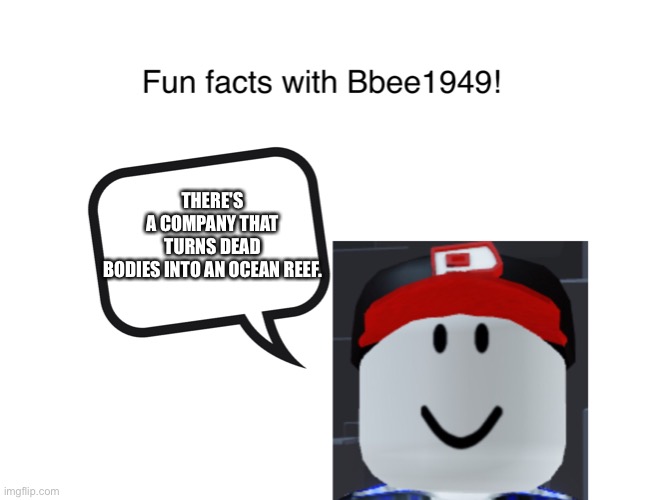 Fun facts with Bbee1949!
THERE'S
A COMPANY THAT
TURNS DEAD
BODIES INTO AN OCEAN REEF.
imgflip.com